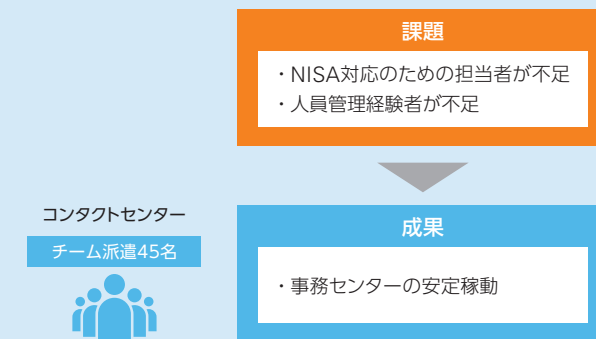 課題
・NISA対応のための担当者が不足
・人員管理経験者が不足
コンタクトセンター
チーム派遣45名
成果
・事務センターの安定稼動